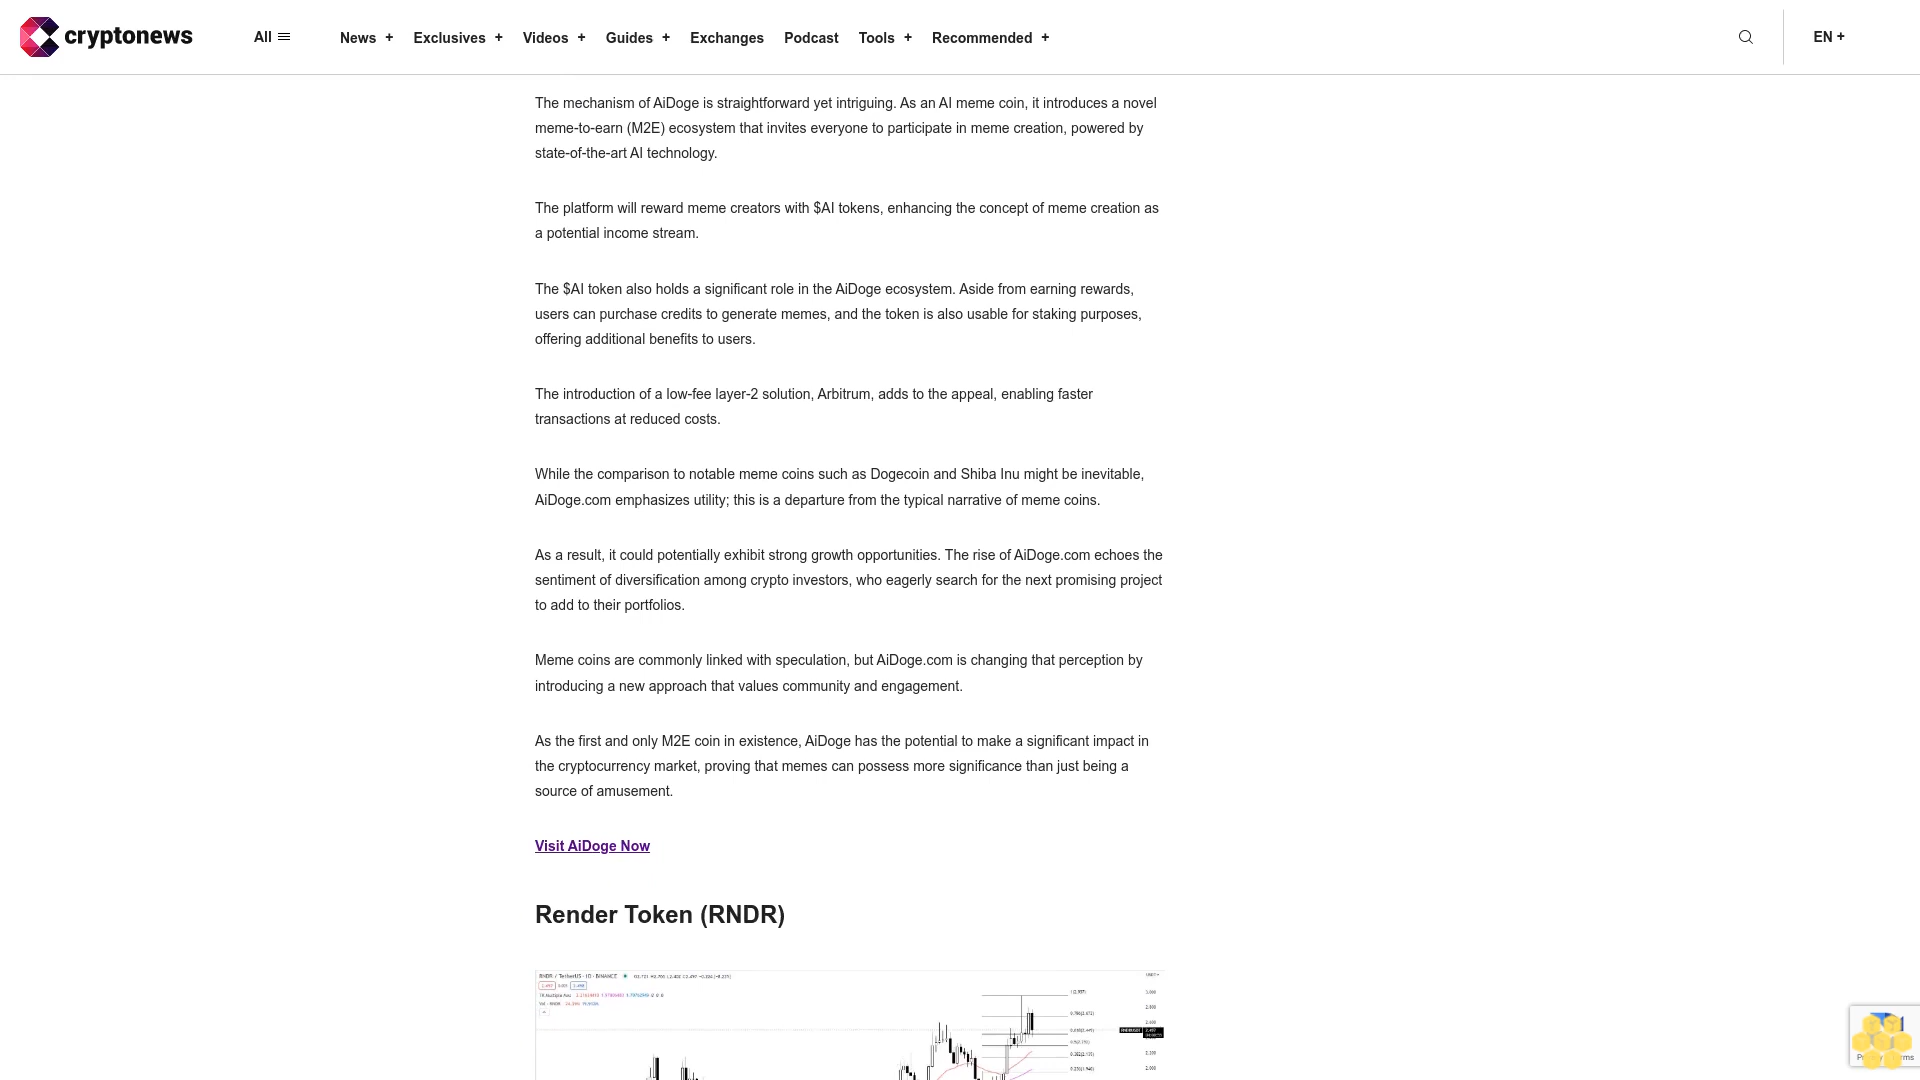 cryptonews
All
News +
Exclusives +
Videos +
Guides +
Exchanges
Podcast
Tools +
Recommended +
EN +
The mechanism of AiDoge is straightforward yet intriguing. As an AI meme coin, it introduces a novel
meme-to-earn (M2E) ecosystem that invites everyone to participate in meme creation, powered by
state-of-the-art AI technology.
The platform will reward meme creators with $AI tokens, enhancing the concept of meme creation as
a potential income stream.
The $AI token also holds a significant role in the AiDoge ecosystem. Aside from earning rewards,
users can purchase credits to generate memes, and the token is also usable for staking purposes,
offering additional benefits to users.
The introduction of a low-fee layer-2 solution, Arbitrum, adds to the appeal, enabling faster
transactions at reduced costs.
While the comparison to notable meme coins such as Dogecoin and Shiba Inu might be inevitable,
AiDoge.com emphasizes utility; this is a departure from the typical narrative of meme coins.
As a result, it could potentially exhibit strong growth opportunities. The rise of AiDoge.com echoes the
sentiment of diversification among crypto investors, who eagerly search for the next promising project
to add to their portfolios.
Meme coins are commonly linked with speculation, but AiDoge.com is changing that perception by
introducing a new approach that values community and engagement.
As the first and only M2E coin in existence, AiDoge has the potential to make a significant impact in
the cryptocurrency market, proving that memes can possess more significance than just being a
source of amusement.
Visit AiDoge Now
Render Token (RNDR)
RNDR / TetherUS · 1D · BINANCE